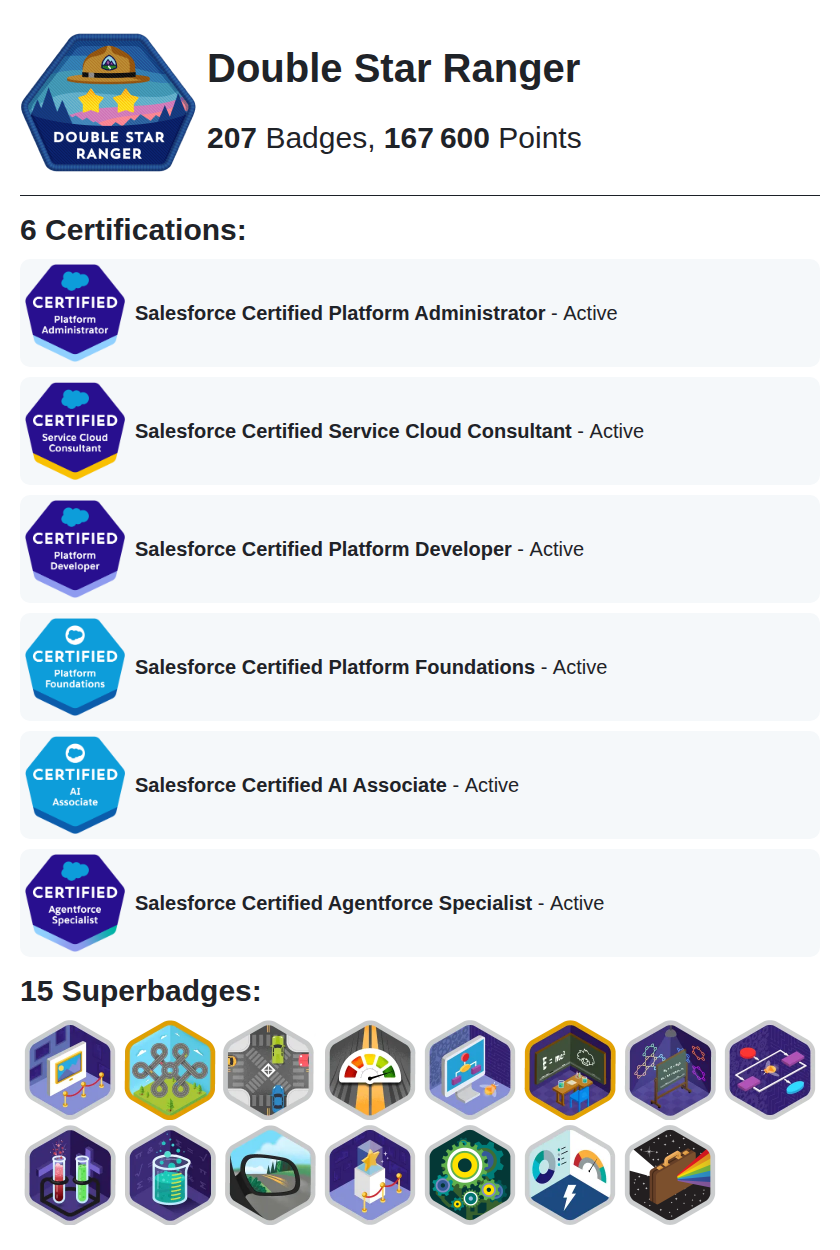 DOUBLE STAR
RANGER
Double Star Ranger
207 Badges, 167 600 Points
6 Certifications:
CERTIFIED
Platform
Administrator
Salesforce Certified Platform Administrator - Active
CERTIFIED
Service Cloud
Consultant
Salesforce Certified Service Cloud Consultant - Active
CERTIFIED
Platform
Developer
Salesforce Certified Platform Developer - Active
CERTIFIED
Platform
Foundations
Salesforce Certified Platform Foundations - Active
CERTIFIED
AI
Associate
Salesforce Certified AI Associate - Active
CERTIFIED
Agentforce
Specialist
Salesforce Certified Agentforce Specialist - Active
15 Superbadges:
E = mc²